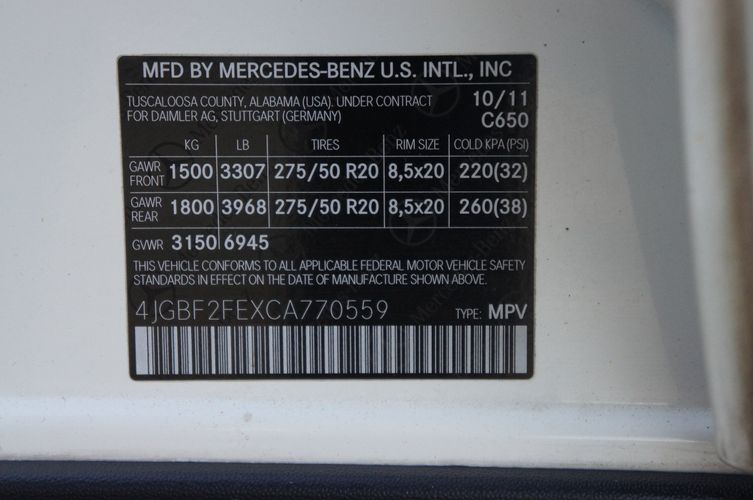 MFD BY MERCEDES-BENZ U.S. INTL., INC
TUSCALOOSA COUNTY, ALABAMA (USA). UNDER CONTRACT
FOR DAIMLER AG, STUTTGART (GERMANY)
10/11
C650
KG LB TIRES RIM SIZE COLD KPA (PSI)
GAWR FRONT 1500 3307 275/50 R20 8,5x20 220(32)
GAWR REAR 1800 3968 275/50 R20 8,5x20 260(38)
GVWR 3150 6945
THIS VEHICLE CONFORMS TO ALL APPLICABLE FEDERAL MOTOR VEHICLE SAFETY
STANDARDS IN EFFECT ON THE DATE OF MANUFACTURE SHOWN ABOVE.
4JGBF2FEXCA770559 TYPE: MPV